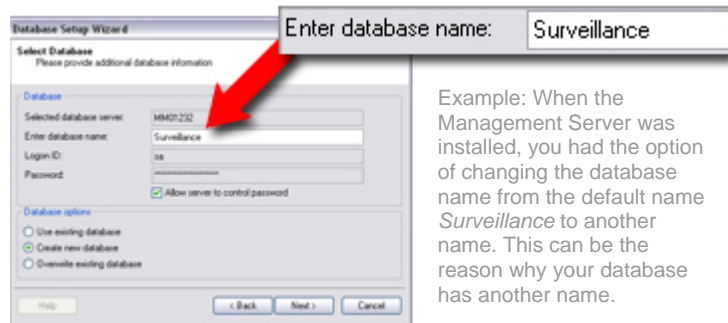 Database Setup Wizard
Enter database name: Surveillance
Select Database
Please provide additional database information
Database
Selected database server: MM01232
Enter database name: Surveillance
Logon ID: sa
Password:
Allow server to control password
Database options
Use existing database
Create new database
Overwrite existing database
Help < Back Next > Cancel
Example: When the
Management Server was
installed, you had the option
of changing the database
name from the default name
Surveillance to another
name. This can be the
reason why your database
has another name.